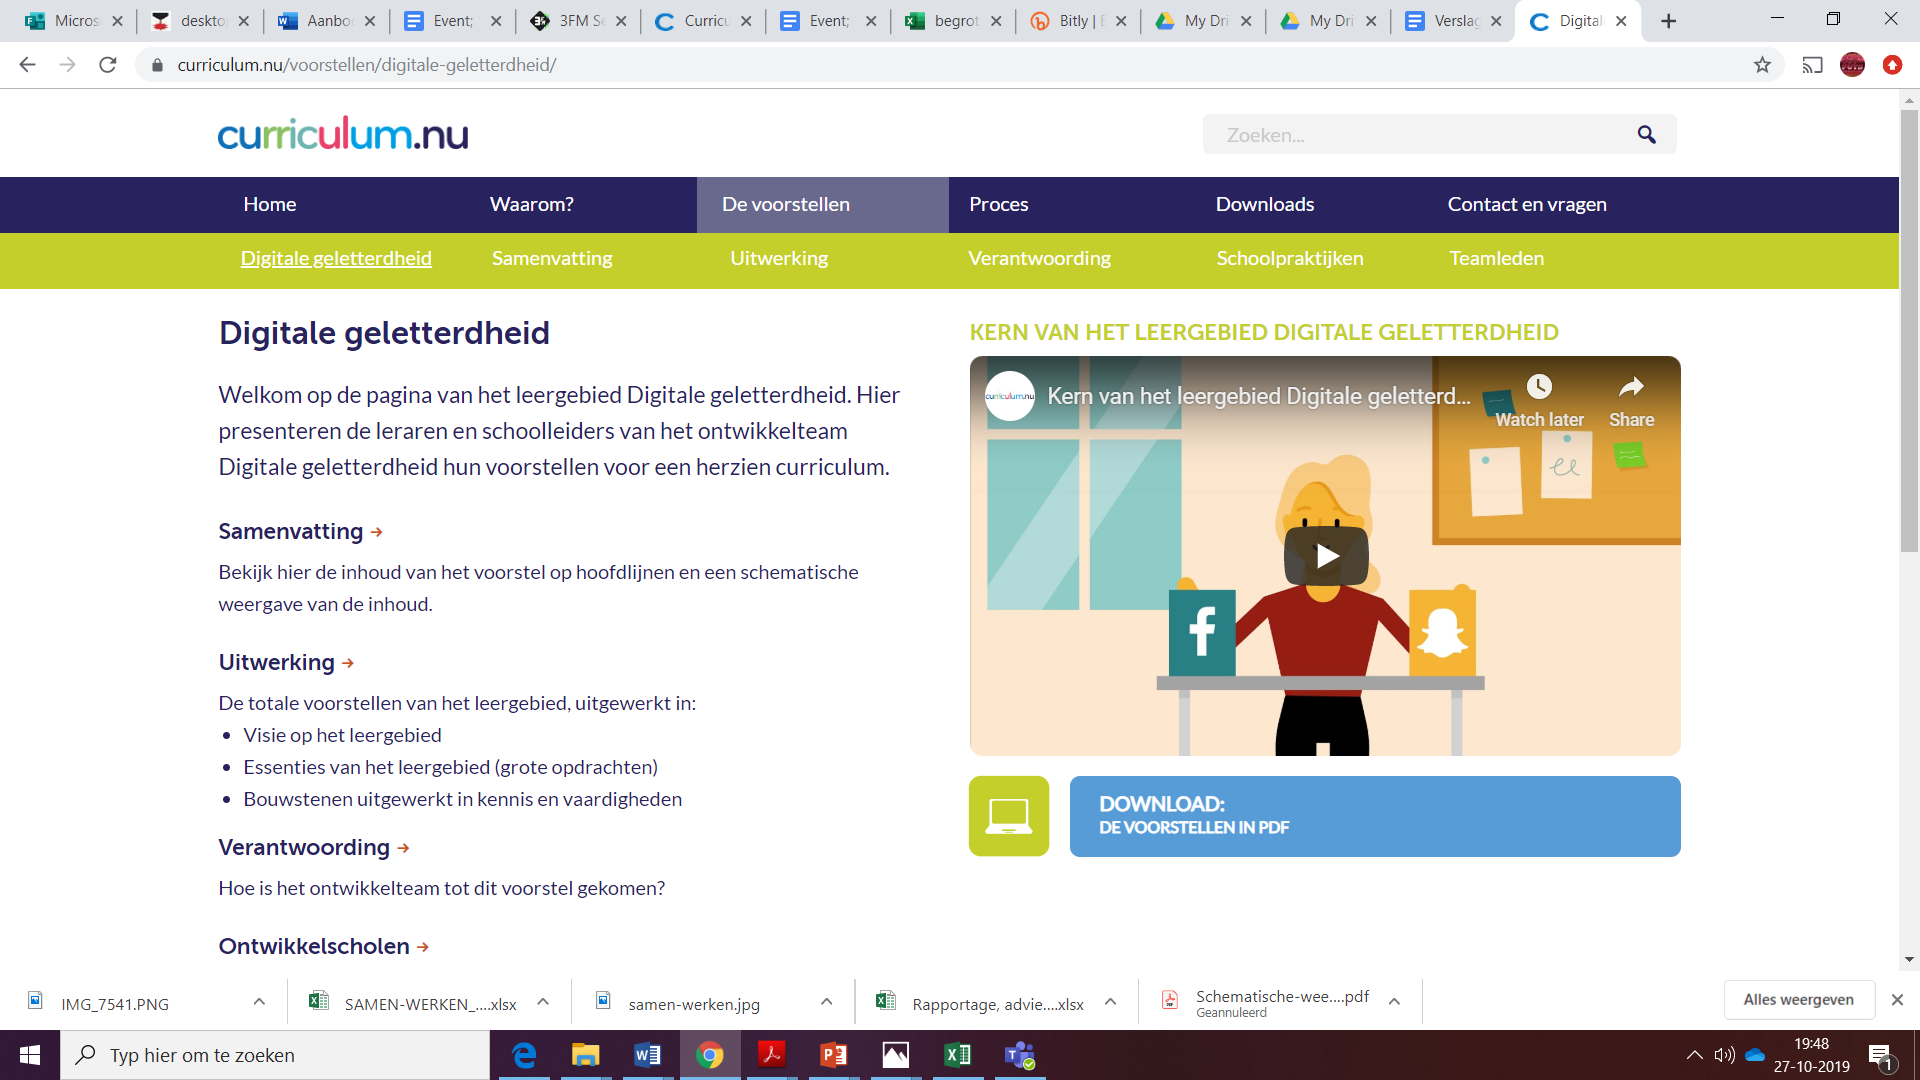 Micros
deskto
Aanbo
Event;
3FM Se
Curricu
Event;
begrot
Bitly | E
My Dri
My Dri
Verslag
Digital
curriculum.nu/voorstellen/digitale-geletterdheid/
curriculum.nu
Zoeken...
Home
Waarom?
De voorstellen
Proces
Downloads
Contact en vragen
Digitale geletterdheid
Samenvatting
Uitwerking
Verantwoording
Schoolpraktijken
Teamleden
Digitale geletterdheid
Welkom op de pagina van het leergebied Digitale geletterdheid. Hier
presenteren de leraren en schoolleiders van het ontwikkelteam
Digitale geletterdheid hun voorstellen voor een herzien curriculum.
Samenvatting →
Bekijk hier de inhoud van het voorstel op hoofdlijnen en een schematische
weergave van de inhoud.
Uitwerking →
De totale voorstellen van het leergebied, uitgewerkt in:
• Visie op het leergebied
• Essenties van het leergebied (grote opdrachten)
• Bouwstenen uitgewerkt in kennis en vaardigheden
Verantwoording →
Hoe is het ontwikkelteam tot dit voorstel gekomen?
Ontwikkelscholen →
KERN VAN HET LEERGEBIED DIGITALE GELETTERDHEID
curriculum.nu
Kern van het leergebied Digitale geletterd...
Watch later
Share
DOWNLOAD:
DE VOORSTELLEN IN PDF
IMG_7541.PNG
SAMEN-WERKEN_....xlsx
samen-werken.jpg
Rapportage, advie....xlsx
Schematische-wee....pdf
Geannuleerd
Alles weergeven
Typ hier om te zoeken
19:48
27-10-2019
1